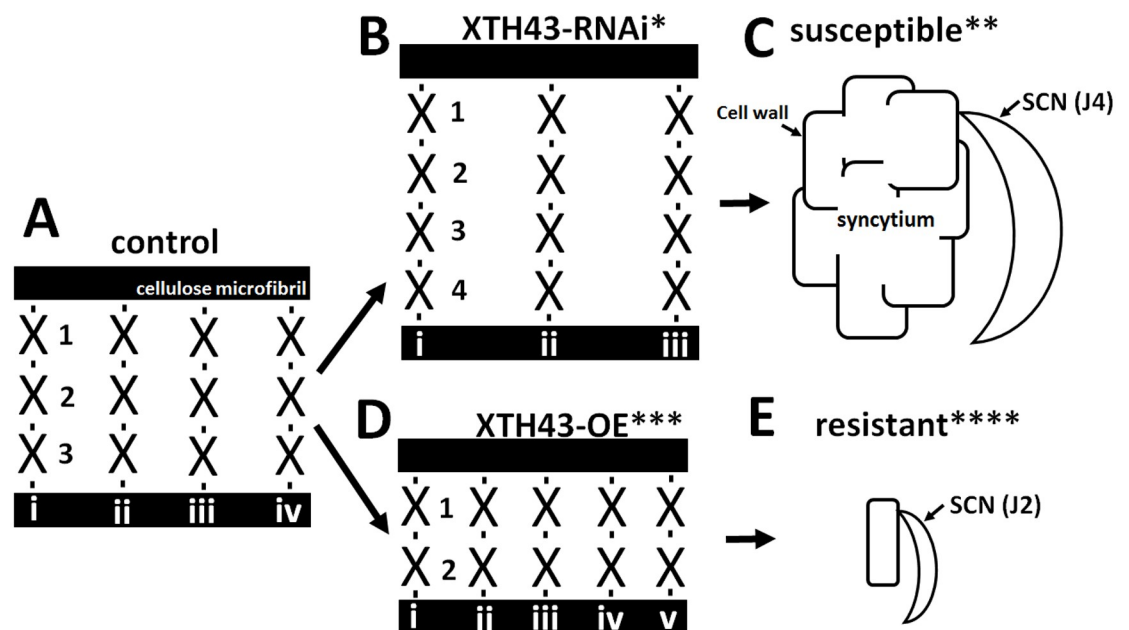 A
control
cellulose microfibril
X 1 X X X
X 2 X X X
X 3 X X X
i ii iii iv
B
XTH43-RNAi*
X 1 X X
X 2 X X
X 3 X X
X 4 X X
i ii iii
C susceptible**
Cell wall
SCN (J4)
syncytium
D
XTH43-OE***
X 1 X X X X
X 2 X X X X
i ii iii iv v
E resistant****
SCN (J2)